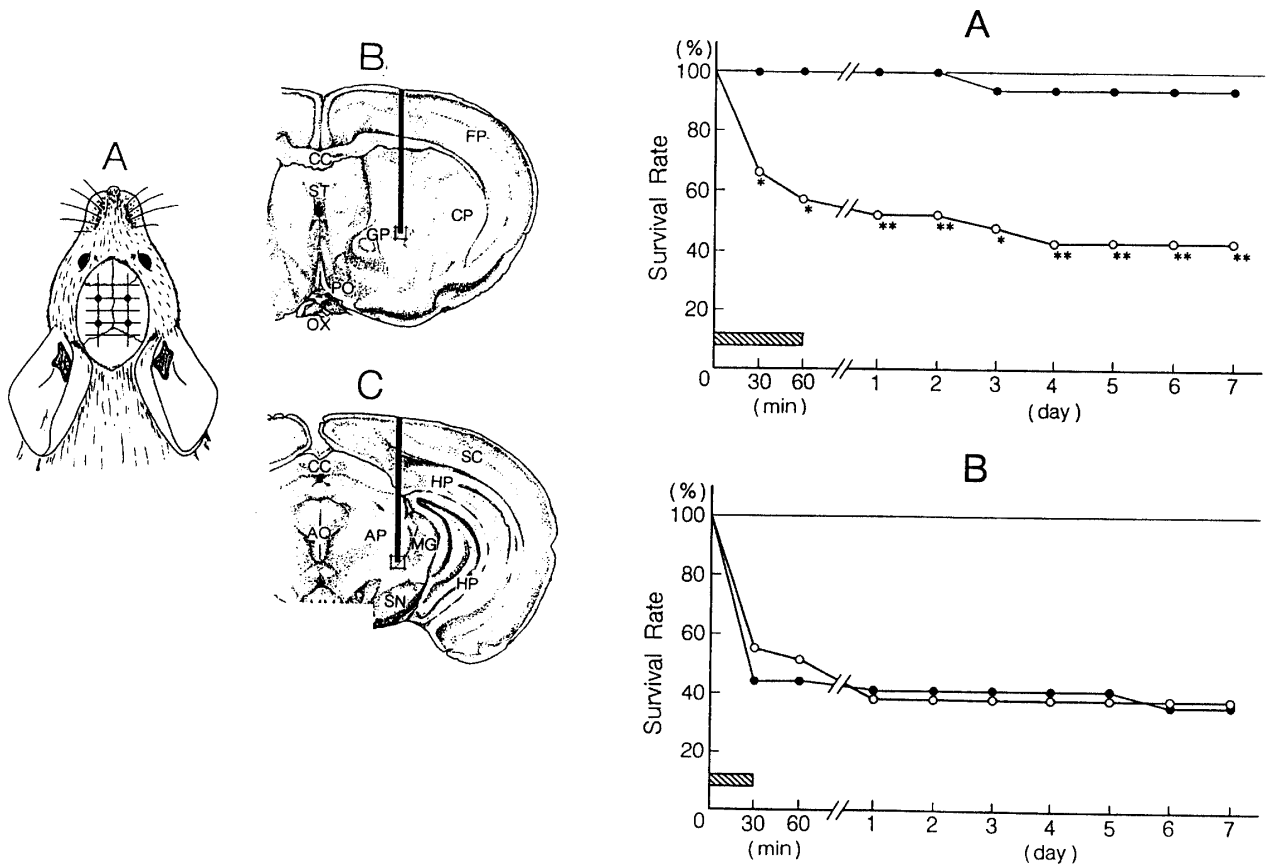 A
B
FP
CC
ST
CP
GP
PO
OX
C
SC
CC
HP
AQ
AP
MG
HP
SN
A
(%)
100
80
60
40
20
0
Survival Rate
*
*
**
**
*
**
**
**
**
30 60 1 2 3 4 5 6 7
(min) (day)
B
(%)
100
80
60
40
20
0
Survival Rate
30 60 1 2 3 4 5 6 7
(min) (day)